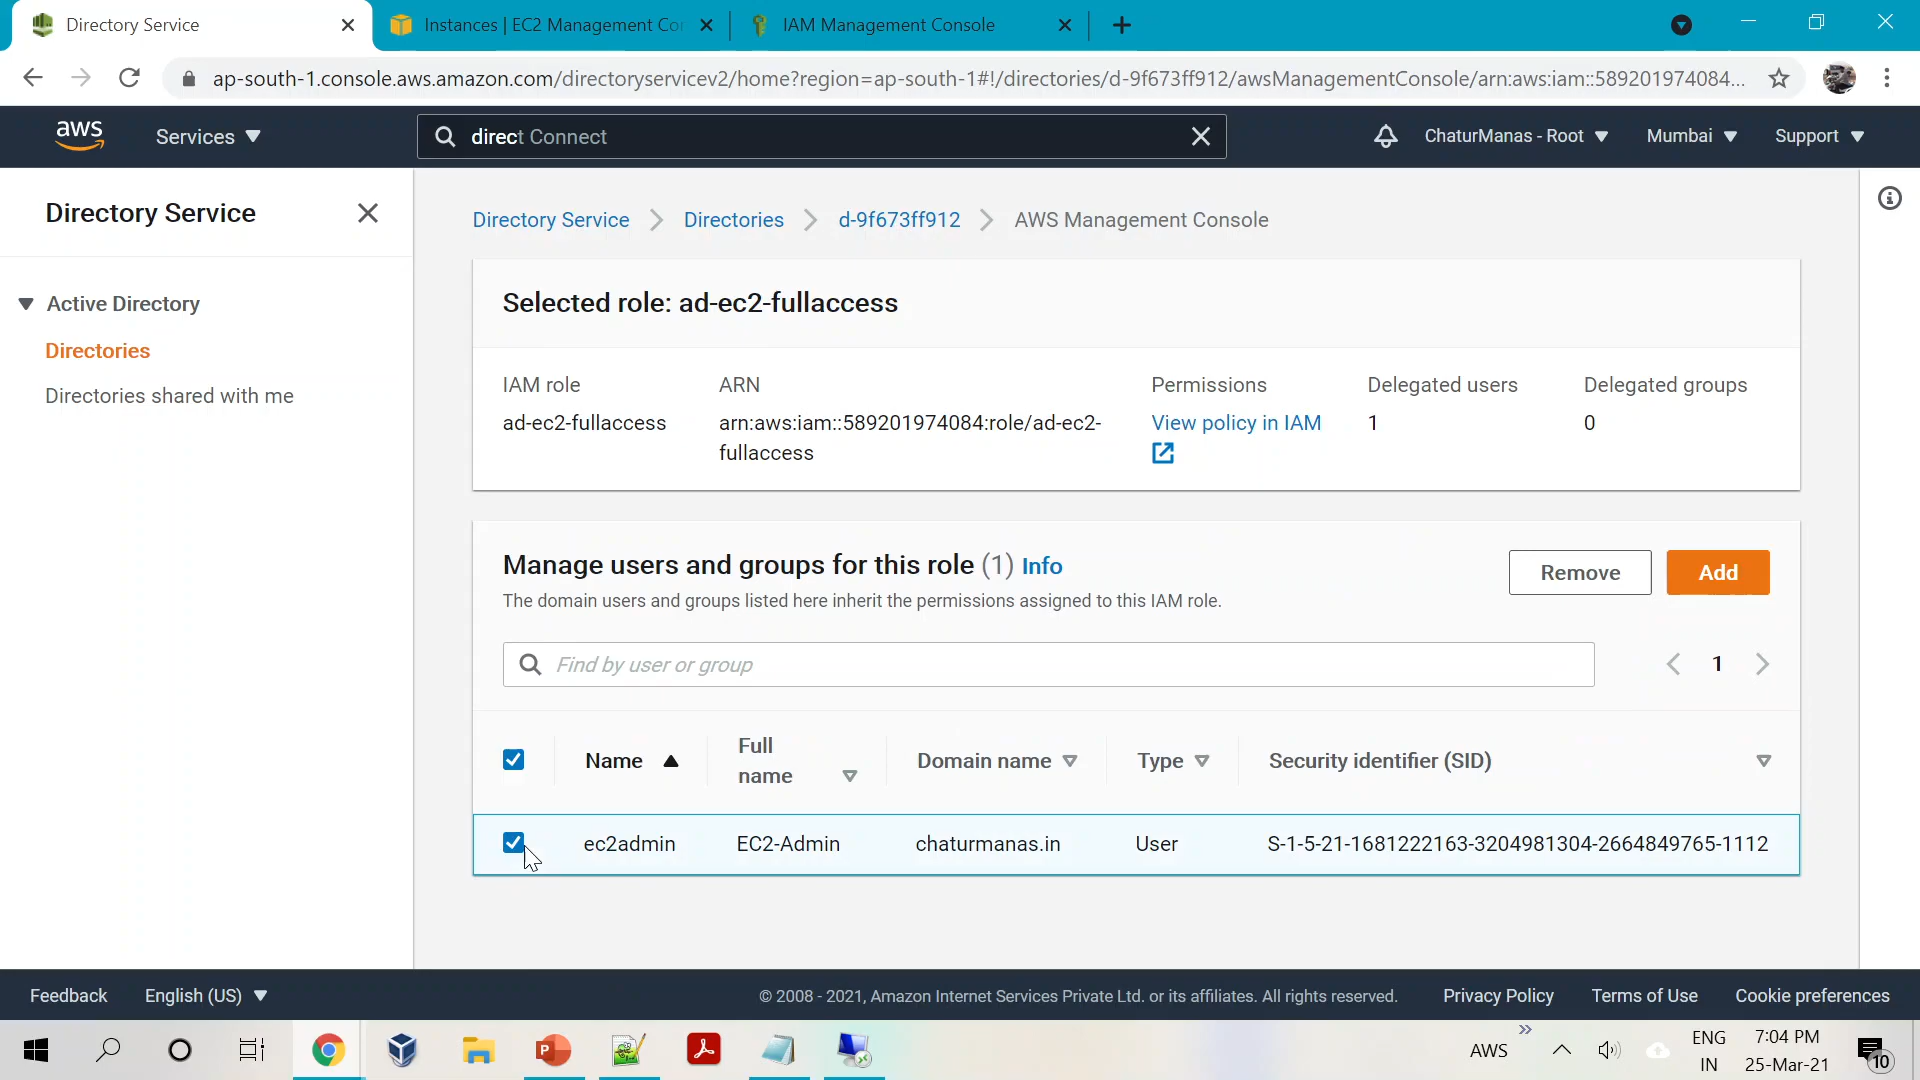 Directory Service
Instances | EC2 Management Co
IAM Management Console
ap-south-1.console.aws.amazon.com/directoryservicev2/home?region=ap-south-1#!/directories/d-9f673ff912/awsManagementConsole/arn:aws:iam::589201974084...
aws
Services
direct Connect
ChaturManas - Root
Mumbai
Support
Directory Service
Active Directory
Directories
Directories shared with me
Directory Service
Directories
d-9f673ff912
AWS Management Console
Selected role: ad-ec2-fullaccess
IAM role
ad-ec2-fullaccess
ARN
arn:aws:iam::589201974084:role/ad-ec2-
fullaccess
Permissions
View policy in IAM
Delegated users
1
Delegated groups
0
Manage users and groups for this role (1) Info
The domain users and groups listed here inherit the permissions assigned to this IAM role.
Remove
Add
Find by user or group
1
Name
Full
name
Domain name
Type
Security identifier (SID)
ec2admin
EC2-Admin
chaturmanas.in
User
S-1-5-21-1681222163-3204981304-2664849765-1112
Feedback
English (US)
© 2008 - 2021, Amazon Internet Services Private Ltd. or its affiliates. All rights reserved.
Privacy Policy
Terms of Use
Cookie preferences
AWS
ENG
IN
7:04 PM
25-Mar-21
10